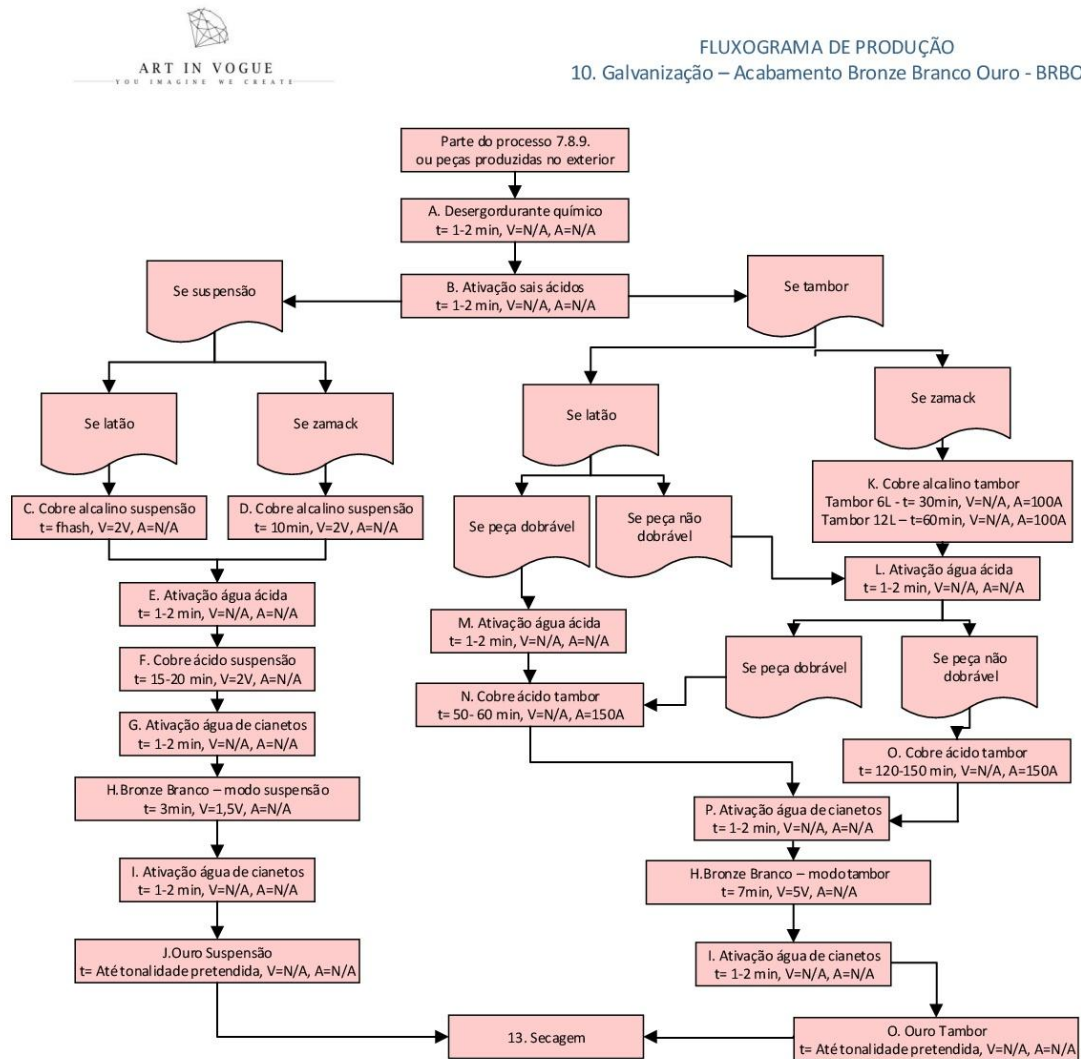 ART IN VOGUE
YOU IMAGINE WE CREATE
FLUXOGRAMA DE PRODUÇÃO
10. Galvanização – Acabamento Bronze Branco Ouro - BRBO
Parte do processo 7.8.9.
ou peças produzidas no exterior
A. Desergordurante químico
t= 1-2 min, V=N/A, A=N/A
B. Ativação sais ácidos
t= 1-2 min, V=N/A, A=N/A
Se suspensão
Se tambor
Se latão
Se zamack
Se latão
Se zamack
C. Cobre alcalino suspensão
t= fhash, V=2V, A=N/A
D. Cobre alcalino suspensão
t= 10min, V=2V, A=N/A
Se peça dobrável
Se peça não
dobrável
K. Cobre alcalino tambor
Tambor 6L - t= 30min, V=N/A, A=100A
Tambor 12L – t=60min, V=N/A, A=100A
E. Ativação água ácida
t= 1-2 min, V=N/A, A=N/A
L. Ativação água ácida
t= 1-2 min, V=N/A, A=N/A
M. Ativação água ácida
t= 1-2 min, V=N/A, A=N/A
F. Cobre ácido suspensão
t= 15-20 min, V=2V, A=N/A
Se peça dobrável
Se peça não
dobrável
N. Cobre ácido tambor
t= 50- 60 min, V=N/A, A=150A
G. Ativação água de cianetos
t= 1-2 min, V=N/A, A=N/A
O. Cobre ácido tambor
t= 120-150 min, V=N/A, A=150A
H.Bronze Branco – modo suspensão
t= 3min, V=1,5V, A=N/A
P. Ativação água de cianetos
t= 1-2 min, V=N/A, A=N/A
I. Ativação água de cianetos
t= 1-2 min, V=N/A, A=N/A
H.Bronze Branco – modo tambor
t= 7min, V=5V, A=N/A
J.Ouro Suspensão
t= Até tonalidade pretendida, V=N/A, A=N/A
I. Ativação água de cianetos
t= 1-2 min, V=N/A, A=N/A
13. Secagem
O. Ouro Tambor
t= Até tonalidade pretendida, V=N/A, A=N/A